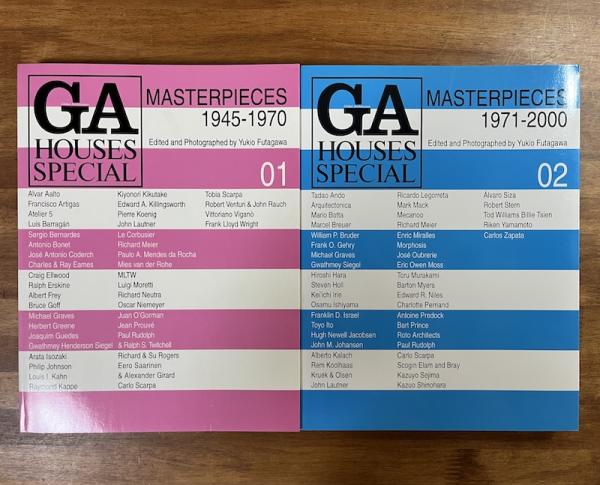 GA
HOUSES
SPECIAL
MASTERPIECES
1945-1970
Edited and Photographed by Yukio Futagawa
01
Alvar Aalto
Francisco Artigas
Atelier 5
Luis Barragán
Sergio Bernardes
Antonio Bonet
José Antonio Coderch
Charles & Ray Eames
Craig Ellwood
Ralph Erskine
Albert Frey
Bruce Goff
Michael Graves
Herbert Greene
Joaquim Guedes
Gwathmey Henderson Siegel
Arata Isozaki
Philip Johnson
Louis I. Kahn
Raymond Kappe
Kiyonori Kikutake
Edward A. Killingsworth
Pierre Koenig
John Lautner
Le Corbusier
Richard Meier
Paulo A. Mendes da Rocha
Mies van der Rohe
MLTW
Luigi Moretti
Richard Neutra
Oscar Niemeyer
Juan O'Gorman
Jean Prouvé
Paul Rudolph
& Ralph S. Twitchell
Richard & Su Rogers
Eero Saarinen
& Alexander Girard
Carlo Scarpa
Tobia Scarpa
Robert Venturi & John Rauch
Vittoriano Viganò
Frank Lloyd Wright
GA
HOUSES
SPECIAL
MASTERPIECES
1971-2000
Edited and Photographed by Yukio Futagawa
02
Tadao Ando
Arquitectonica
Mario Botta
Marcel Breuer
William P. Bruder
Frank O. Gehry
Michael Graves
Gwathmey Siegel
Hiroshi Hara
Steven Holl
Kei'ichi Irie
Osamu Ishiyama
Franklin D. Israel
Toyo Ito
Hugh Newell Jacobsen
John M. Johansen
Alberto Kalach
Rem Koolhaas
Krueck & Olsen
John Lautner
Ricardo Legorreta
Mark Mack
Mecanoo
Richard Meier
Enric Miralles
Morphosis
José Oubrerie
Eric Owen Moss
Toru Murakami
Barton Myers
Edward R. Niles
Charlotte Perriand
Antoine Predock
Bart Prince
Roto Architects
Paul Rudolph
Carlo Scarpa
Scogin Elam and Bray
Kazuyo Sejima
Kazuo Shinohara
Álvaro Siza
Robert Stern
Tod Williams Billie Tsien
Riken Yamamoto
Carlos Zapata